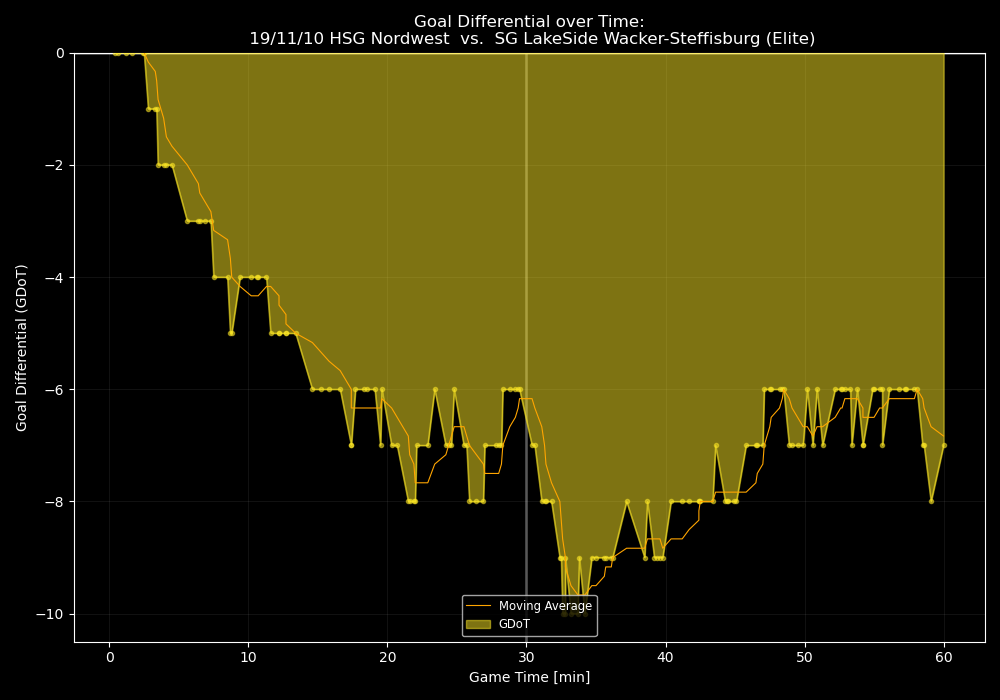 Goal Differential over Time:
19/11/10 HSG Nordwest  vs.  SG LakeSide Wacker-Steffisburg (Elite)
Goal Differential (GDoT)
0
−2
−4
−6
−8
−10
Moving Average
GDoT
0 10 20 30 40 50 60
Game Time [min]